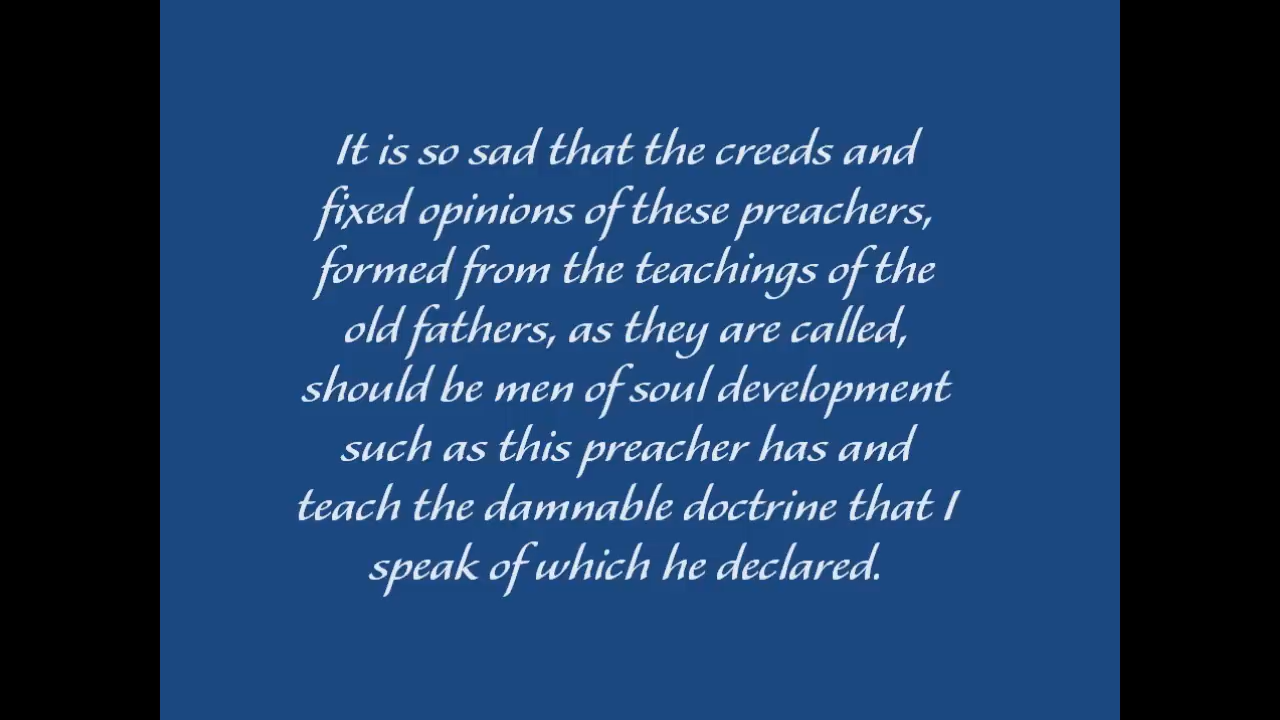 It is so sad that the creeds and
fixed opinions of these preachers,
formed from the teachings of the
old fathers, as they are called,
should be men of soul development
such as this preacher has and
teach the damnable doctrine that I
speak of which he declared.